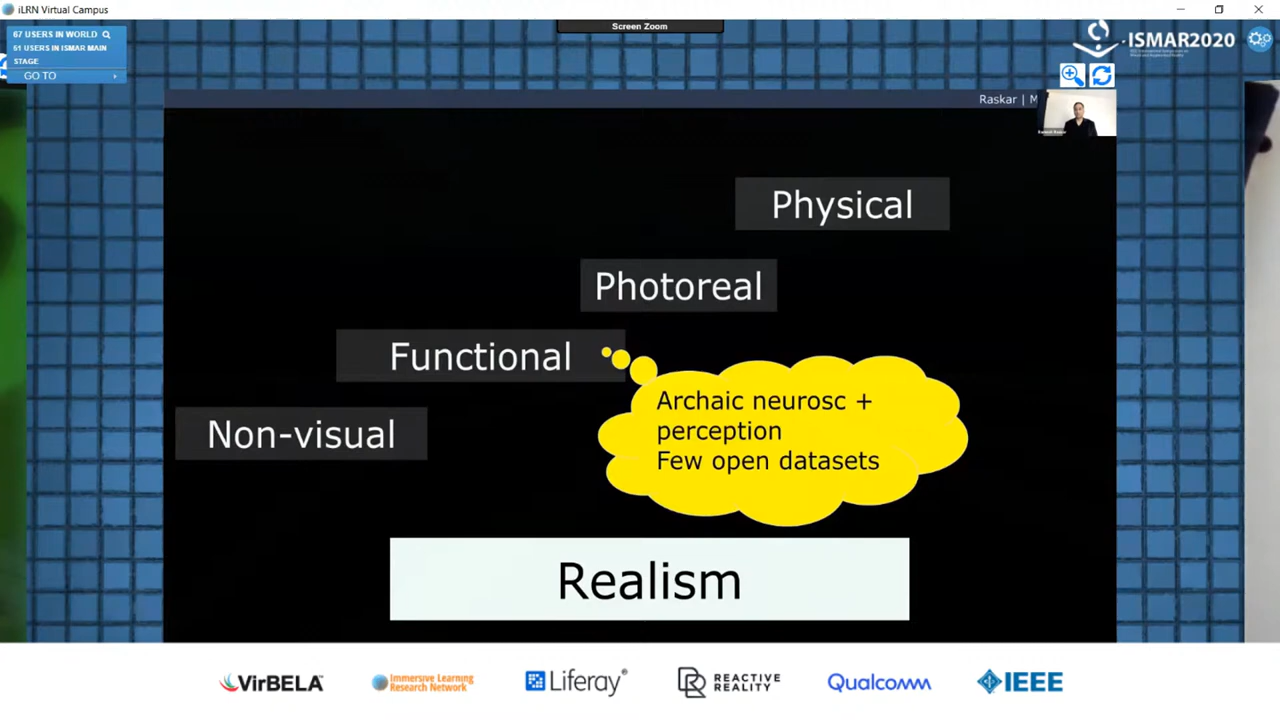 iLRN Virtual Campus
67 USERS IN WORLD
61 USERS IN ISMAR MAIN
STAGE
GO TO
Screen Zoom
ISMAR2020
Raskar | M
Physical
Photoreal
Functional
Non-visual
Archaic neurosc +
perception
Few open datasets
Realism
VirBELA
Immersive Learning
Research Network
Liferay®
REACTIVE
REALITY
Qualcomm
IEEE